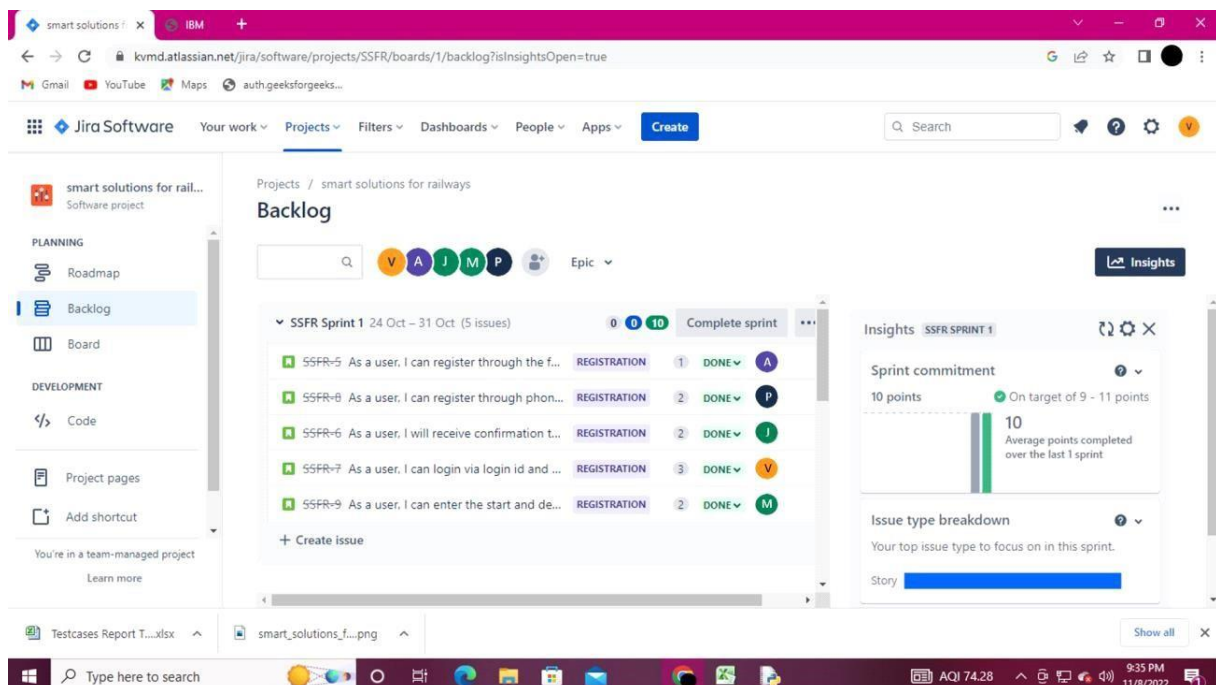 smart solutions f
IBM
kvmd.atlassian.net/jira/software/projects/SSFR/boards/1/backlog?isInsightsOpen=true
Gmail YouTube Maps auth.geeksforgeeks...
Jira Software Your work Projects Filters Dashboards People Apps Create Search V
smart solutions for rail...
Software project
PLANNING
Roadmap
Backlog
Board
DEVELOPMENT
Code
Project pages
Add shortcut
You're in a team-managed project
Learn more
Projects / smart solutions for railways
Backlog
V A J M P Epic
Insights
SSFR Sprint 1 24 Oct – 31 Oct (5 issues) 0 0 10 Complete sprint
SSFR-5 As a user, I can register through the f... REGISTRATION 1 DONE A
SSFR-8 As a user, I can register through phon... REGISTRATION 2 DONE P
SSFR-6 As a user, I will receive confirmation t... REGISTRATION 2 DONE J
SSFR-7 As a user, I can login via login id and ... REGISTRATION 3 DONE V
SSFR-9 As a user, I can enter the start and de... REGISTRATION 2 DONE M
+ Create issue
Insights SSFR SPRINT 1
Sprint commitment
10 points On target of 9 - 11 points
10
Average points completed
over the last 1 sprint
Issue type breakdown
Your top issue type to focus on in this sprint.
Story
Testcases Report T....xlsx smart_solutions_f....png Show all
Type here to search AQI 74.28 9:35 PM
11/8/2022 1